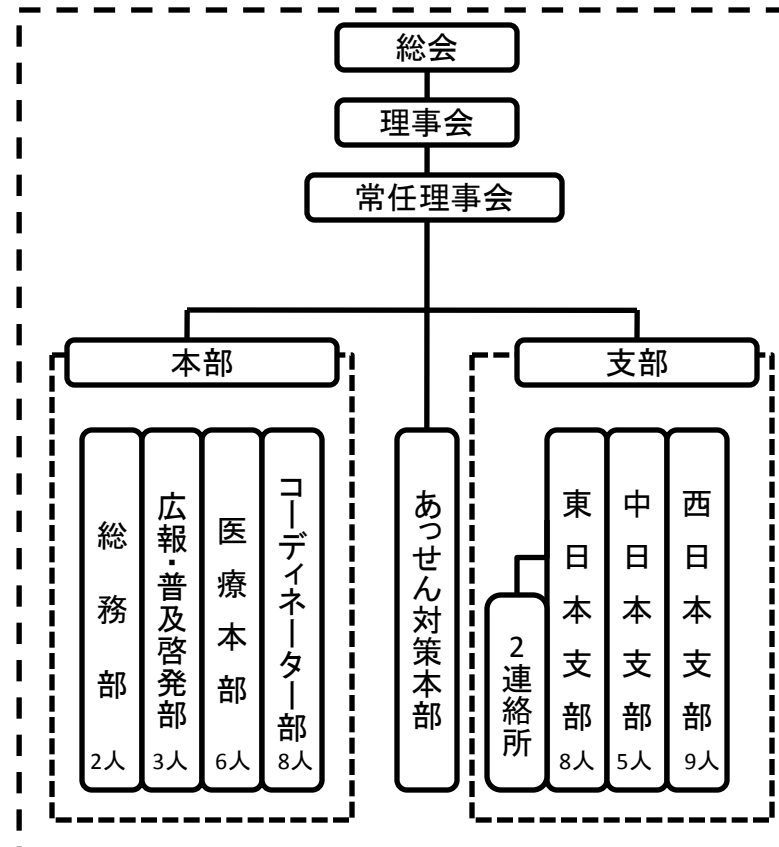 総会
理事会
常任理事会
本部
支部
総務部
2人
広報・普及啓発部
3人
医療本部
6人
コーディネーター部
8人
あっせん対策本部
2連絡所
東日本支部
8人
中日本支部
5人
西日本支部
9人